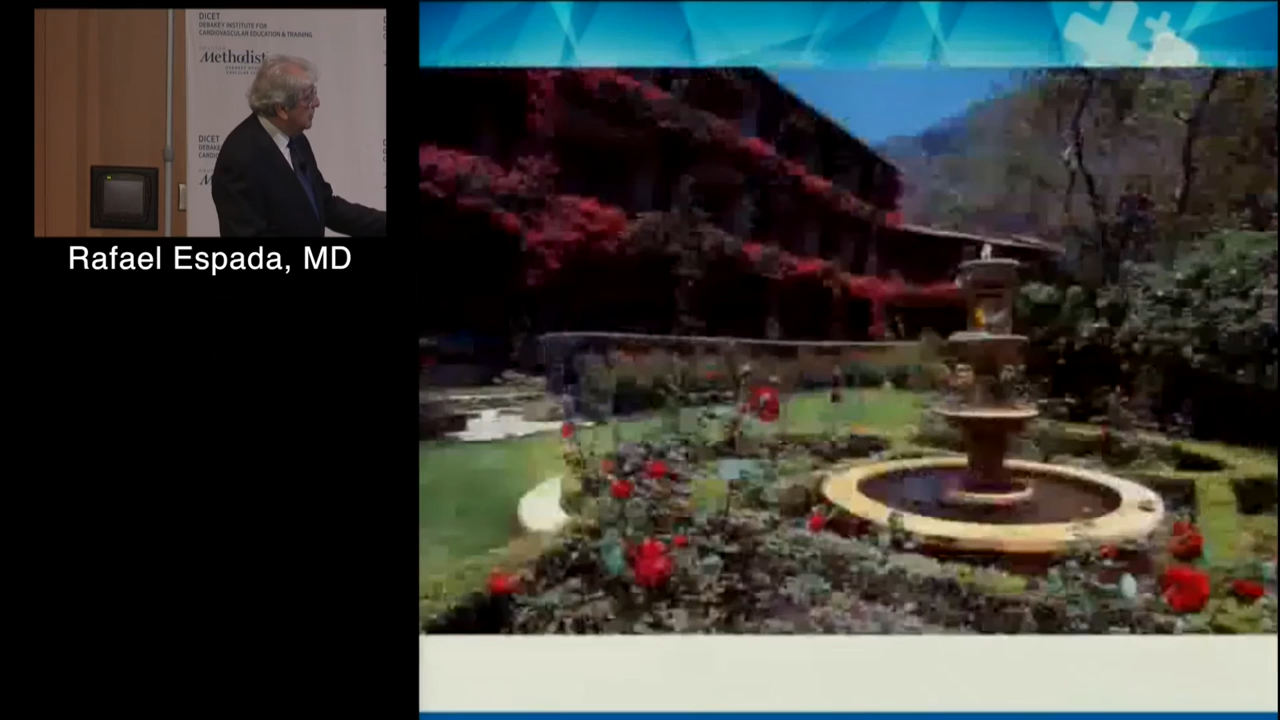 DICET
DEBAKEY INSTITUTE FOR
CARDIOVASCULAR EDUCATION & TRAINING
Methodist
DICET
Rafael Espada, MD